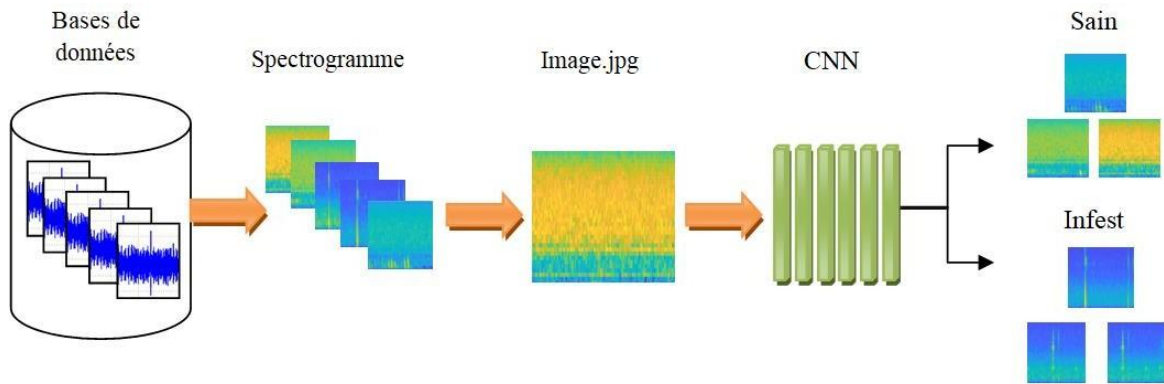 Bases de
données
Spectrogramme
Image.jpg
CNN
Sain
Infest